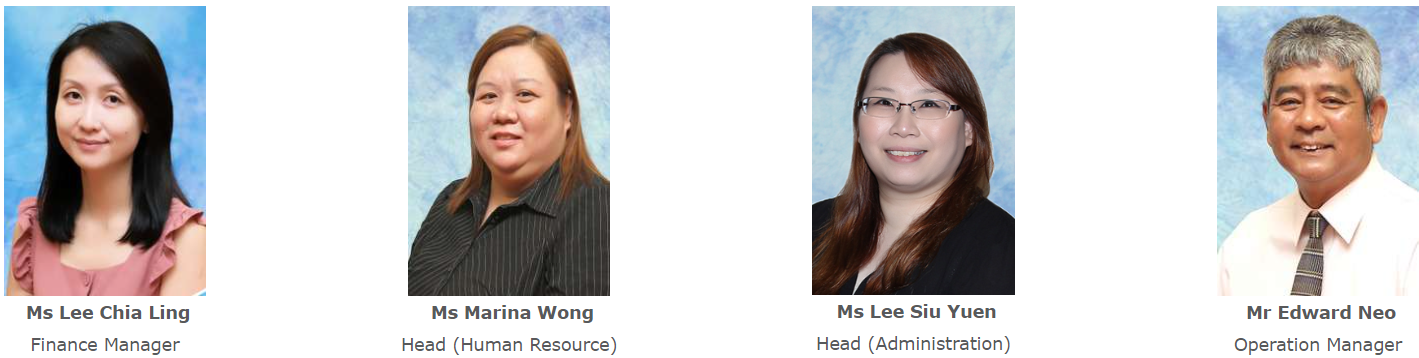 Ms Lee Chia Ling
Finance Manager
Ms Marina Wong
Head (Human Resource)
Ms Lee Siu Yuen
Head (Administration)
Mr Edward Neo
Operation Manager